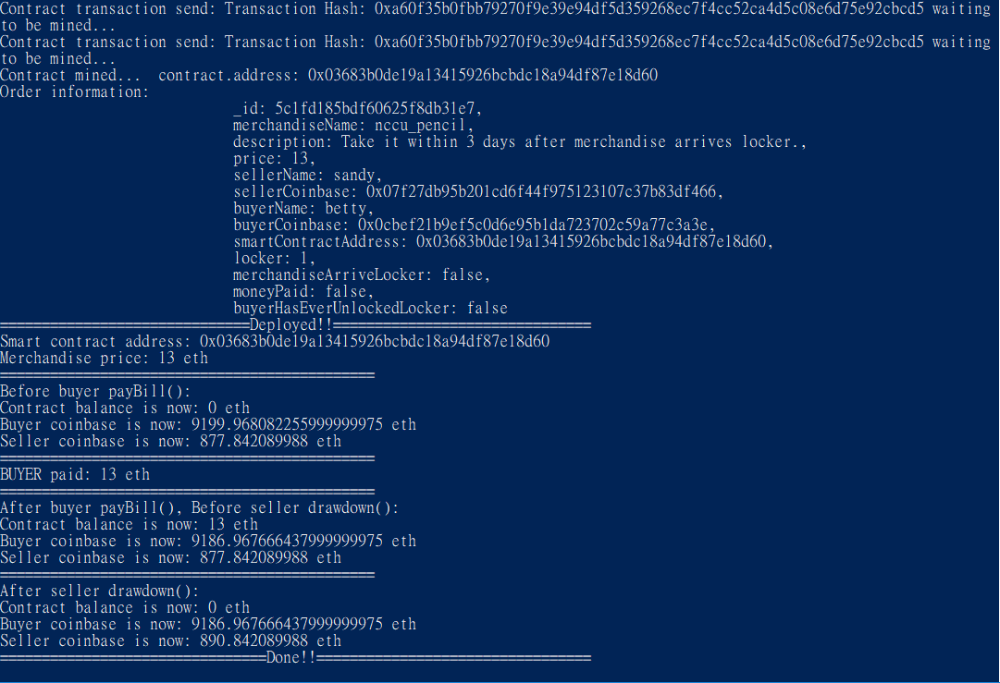 Contract transaction send: Transaction Hash: 0xa60f35b0fbb79270f9e39e94df5d359268ec7f4cc52ca4d5c08e6d75e92cbcd5 waiting
to be mined...
Contract transaction send: Transaction Hash: 0xa60f35b0fbb79270f9e39e94df5d359268ec7f4cc52ca4d5c08e6d75e92cbcd5 waiting
to be mined...
Contract mined...  contract.address: 0x03683b0de19a13415926bcbdc18a94df87e18d60
Order information:
_id: 5c1fd185bdf60625f8db31e7,
merchandiseName: nccu_pencil,
description: Take it within 3 days after merchandise arrives locker.,
price: 13,
sellerName: sandy,
sellerCoinbase: 0x07f27db95b201cd6f44f975123107c37b83df466,
buyerName: betty,
buyerCoinbase: 0x0cbef21b9ef5c0d6e95b1da723702c59a77c3a3e,
smartContractAddress: 0x03683b0de19a13415926bcbdc18a94df87e18d60,
locker: 1,
merchandiseArriveLocker: false,
moneyPaid: false,
buyerHasEverUnlockedLocker: false
==============================Deployed!!===============================
Smart contract address: 0x03683b0de19a13415926bcbdc18a94df87e18d60
Merchandise price: 13 eth
=============================================
Before buyer payBill():
Contract balance is now: 0 eth
Buyer coinbase is now: 9199.968082255999999975 eth
Seller coinbase is now: 877.842089988 eth
=============================================
BUYER paid: 13 eth
=============================================
After buyer payBill(), Before seller drawdown():
Contract balance is now: 13 eth
Buyer coinbase is now: 9186.967666437999999975 eth
Seller coinbase is now: 877.842089988 eth
=============================================
After seller drawdown():
Contract balance is now: 0 eth
Buyer coinbase is now: 9186.967666437999999975 eth
Seller coinbase is now: 890.842089988 eth
================================Done!!=================================